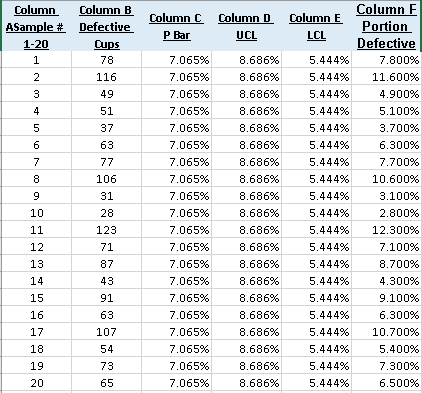 Column ASample # 1-20 Column B Defective Cups Column C P Bar Column D UCL Column E LCL Column F Portion Defective
1 78 7.065% 8.686% 5.444% 7.800%
2 116 7.065% 8.686% 5.444% 11.600%
3 49 7.065% 8.686% 5.444% 4.900%
4 51 7.065% 8.686% 5.444% 5.100%
5 37 7.065% 8.686% 5.444% 3.700%
6 63 7.065% 8.686% 5.444% 6.300%
7 77 7.065% 8.686% 5.444% 7.700%
8 106 7.065% 8.686% 5.444% 10.600%
9 31 7.065% 8.686% 5.444% 3.100%
10 28 7.065% 8.686% 5.444% 2.800%
11 123 7.065% 8.686% 5.444% 12.300%
12 71 7.065% 8.686% 5.444% 7.100%
13 87 7.065% 8.686% 5.444% 8.700%
14 43 7.065% 8.686% 5.444% 4.300%
15 91 7.065% 8.686% 5.444% 9.100%
16 63 7.065% 8.686% 5.444% 6.300%
17 107 7.065% 8.686% 5.444% 10.700%
18 54 7.065% 8.686% 5.444% 5.400%
19 73 7.065% 8.686% 5.444% 7.300%
20 65 7.065% 8.686% 5.444% 6.500%